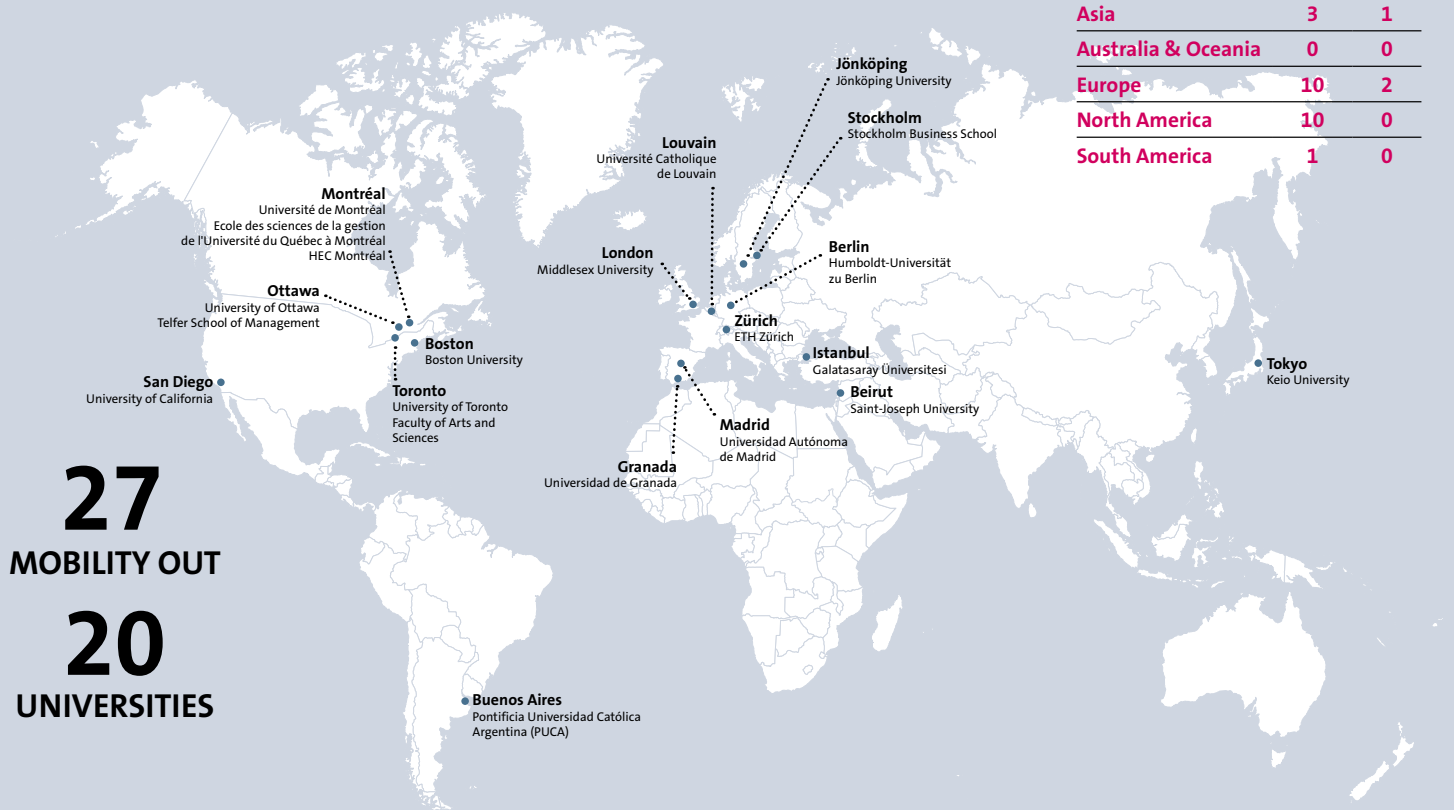 Asia 3 1
Australia & Oceania 0 0
Europe 10 2
North America 10 0
South America 1 0
Jönköping
Jönköping University
Stockholm
Stockholm Business School
Louvain
Université Catholique
de Louvain
Montréal
Université de Montréal
Ecole des sciences de la gestion
de l'Université du Québec à Montréal
HEC Montréal
London
Middlesex University
Berlin
Humboldt-Universität
zu Berlin
Ottawa
University of Ottawa
Telfer School of Management
Zürich
ETH Zürich
Boston
Boston University
Istanbul
Galatasaray Üniversitesi
Tokyo
Keio University
San Diego
University of California
Toronto
University of Toronto
Faculty of Arts and
Sciences
Beirut
Saint-Joseph University
Madrid
Universidad Autónoma
de Madrid
Granada
Universidad de Granada
27
MOBILITY OUT
20
UNIVERSITIES
Buenos Aires
Pontificia Universidad Católica
Argentina (PUCA)